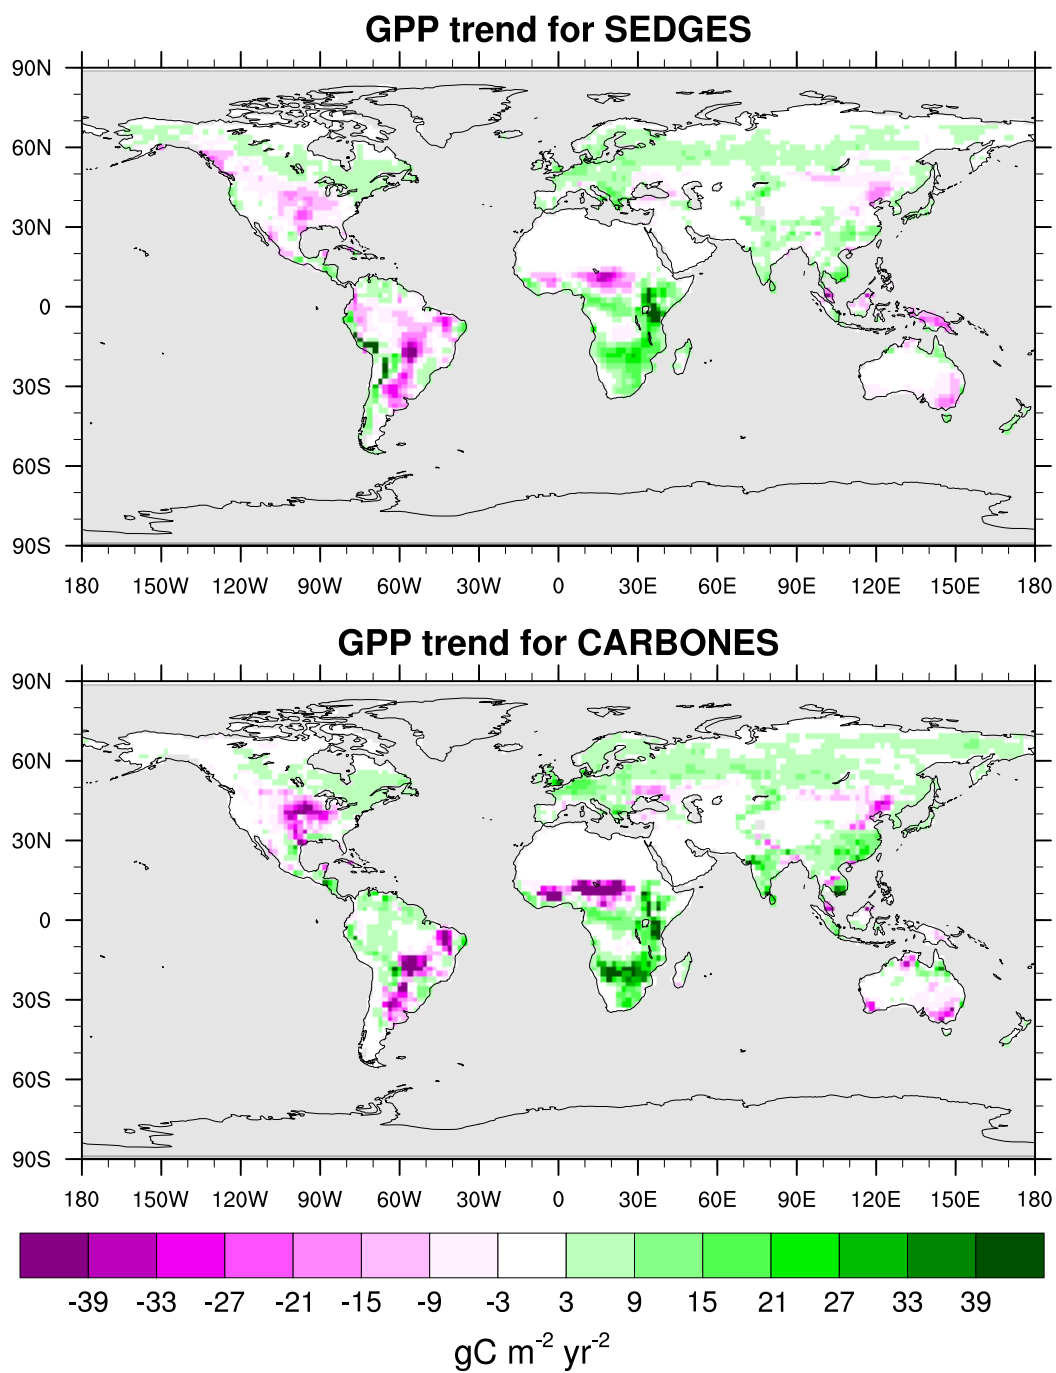 GPP trend for SEDGES
90N
60N
30N
0
30S
60S
90S
180 150W 120W 90W 60W 30W 0 30E 60E 90E 120E 150E 180
GPP trend for CARBONES
90N
60N
30N
0
30S
60S
90S
180 150W 120W 90W 60W 30W 0 30E 60E 90E 120E 150E 180
-39 -33 -27 -21 -15 -9 -3 3 9 15 21 27 33 39
gC m⁻² yr⁻²